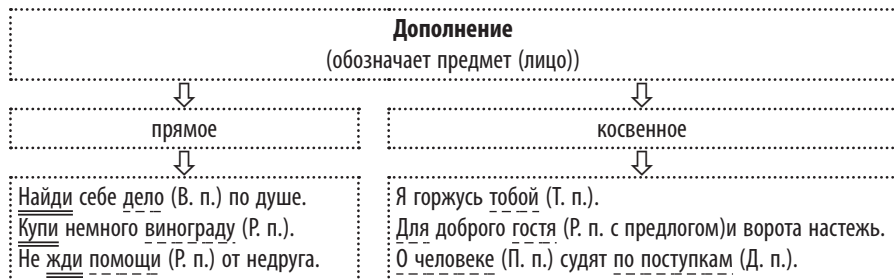 Дополнение
(обозначает предмет (лицо))
прямое
косвенное
Найди себе дело (В. п.) по душе.
Купи немного винограду (Р. п.).
Не жди помощи (Р. п.) от недруга.
Я горжусь тобой (Т. п.).
Для доброго гостя (Р. п. с предлогом)и ворота настежь.
О человеке (П. п.) судят по поступкам (Д. п.).